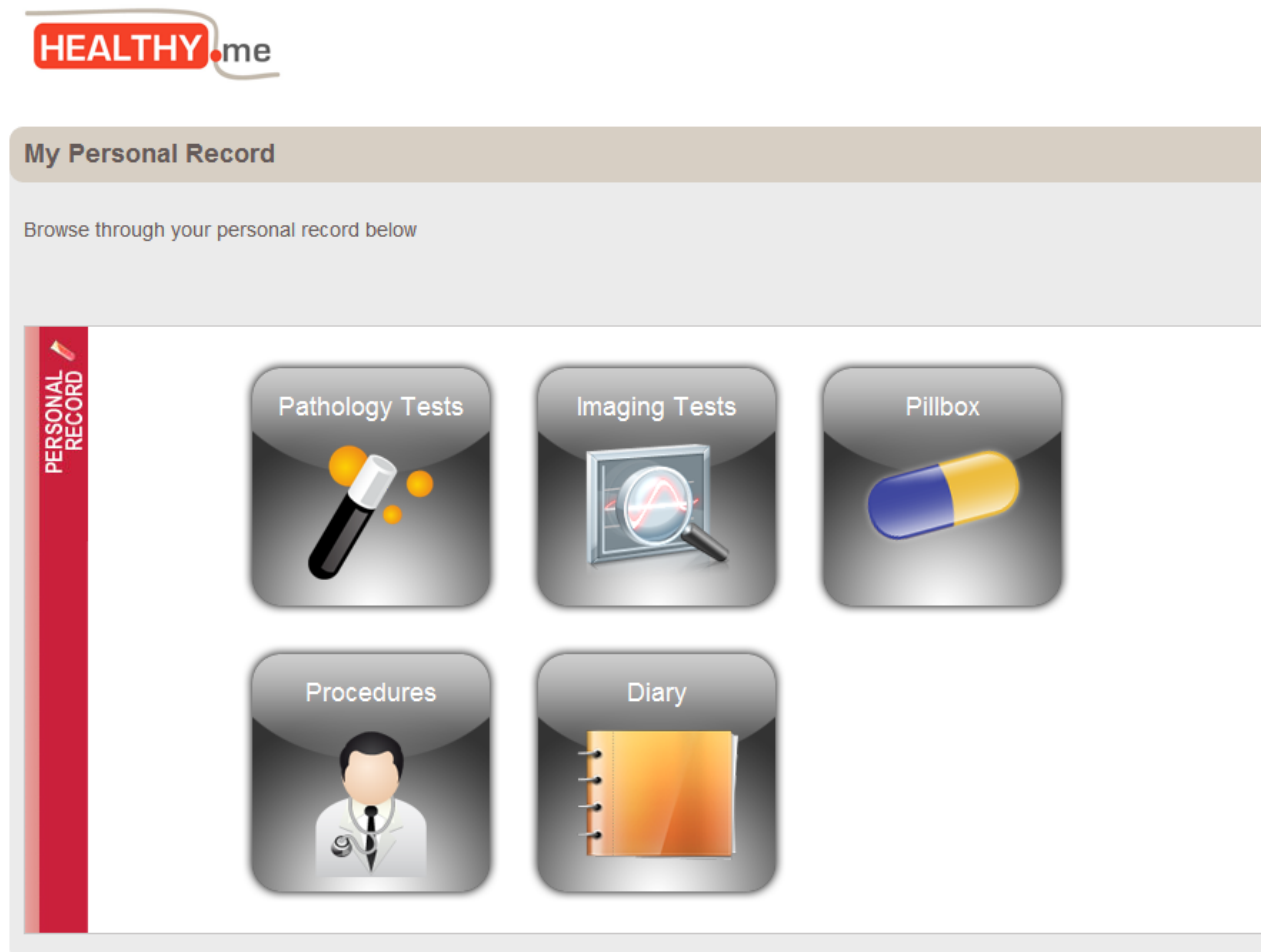 HEALTHY.me
My Personal Record
Browse through your personal record below
PERSONAL
RECORD
Pathology Tests
Imaging Tests
Pillbox
Procedures
Diary